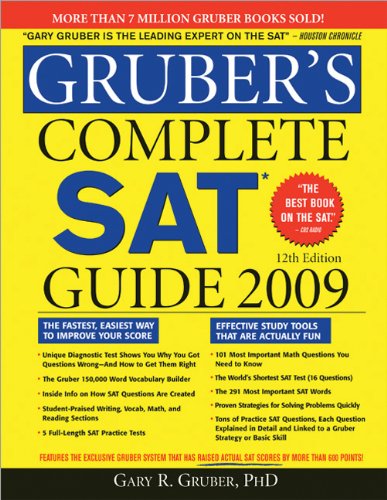 MORE THAN 7 MILLION GRUBER BOOKS SOLD!
"GARY GRUBER IS THE LEADING EXPERT ON THE SAT" – HOUSTON CHRONICLE
GRUBER'S
COMPLETE
SAT*
"THE
BEST BOOK
ON THE SAT."
– CBS RADIO
12th Edition
GUIDE 2009
THE FASTEST, EASIEST WAY
TO IMPROVE YOUR SCORE
• Unique Diagnostic Test Shows You Why You Got
Questions Wrong—And How to Get Them Right
• The Gruber 150,000 Word Vocabulary Builder
• Inside Info on How SAT Questions Are Created
• Student-Praised Writing, Vocab, Math, and
Reading Sections
• 5 Full-Length SAT Practice Tests
EFFECTIVE STUDY TOOLS
THAT ARE ACTUALLY FUN
• 101 Most Important Math Questions You
Need to Know
• The World's Shortest SAT Test (16 Questions)
• The 291 Most Important SAT Words
• Proven Strategies for Solving Problems Quickly
• Tons of Practice SAT Questions, Each Question
Explained in Detail and Linked to a Gruber
Strategy or Basic Skill
FEATURES THE EXCLUSIVE GRUBER SYSTEM THAT HAS RAISED ACTUAL SAT SCORES BY MORE THAN 600 POINTS!
GARY R. GRUBER, PHD